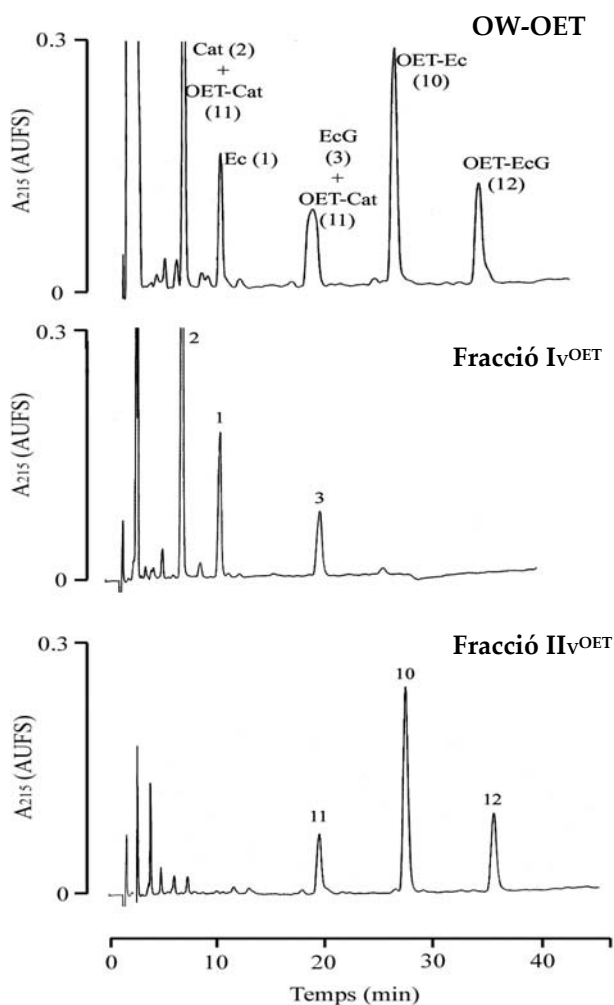 OW-OET
0.3
Cat (2)
+
OET-Cat
(11)
OET-Ec
(10)
EcG
(3)
+
OET-Cat
(11)
Ec (1)
OET-EcG
(12)
A215 (AUFS)
0
0.3
2
Fracció IVOET
1
3
A215 (AUFS)
0
0.3
Fracció IIVOET
10
11
12
A215 (AUFS)
0
0 10 20 30 40
Temps (min)